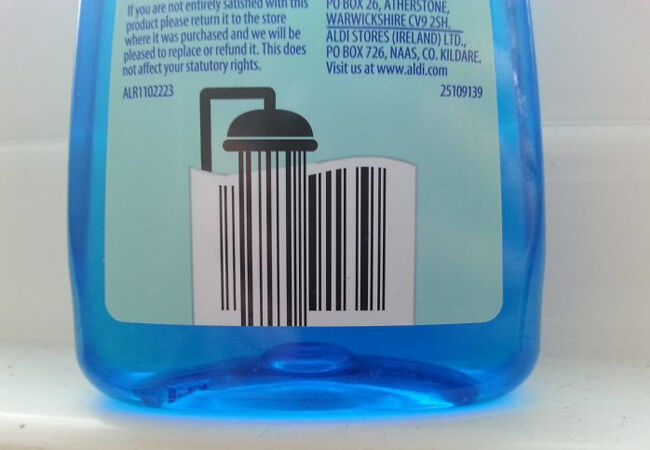 If you are not entirely satisfied with this
product please return it to the store
where it was purchased and we will be
pleased to replace or refund it. This does
not affect your statutory rights.
ALR1102223
PO BOX 26, ATHERSTONE,
WARWICKSHIRE CV9 2SH.
ALDI STORES (IRELAND) LTD.,
PO BOX 726, NAAS, CO. KILDARE.
Visit us at www.aldi.com
25109139